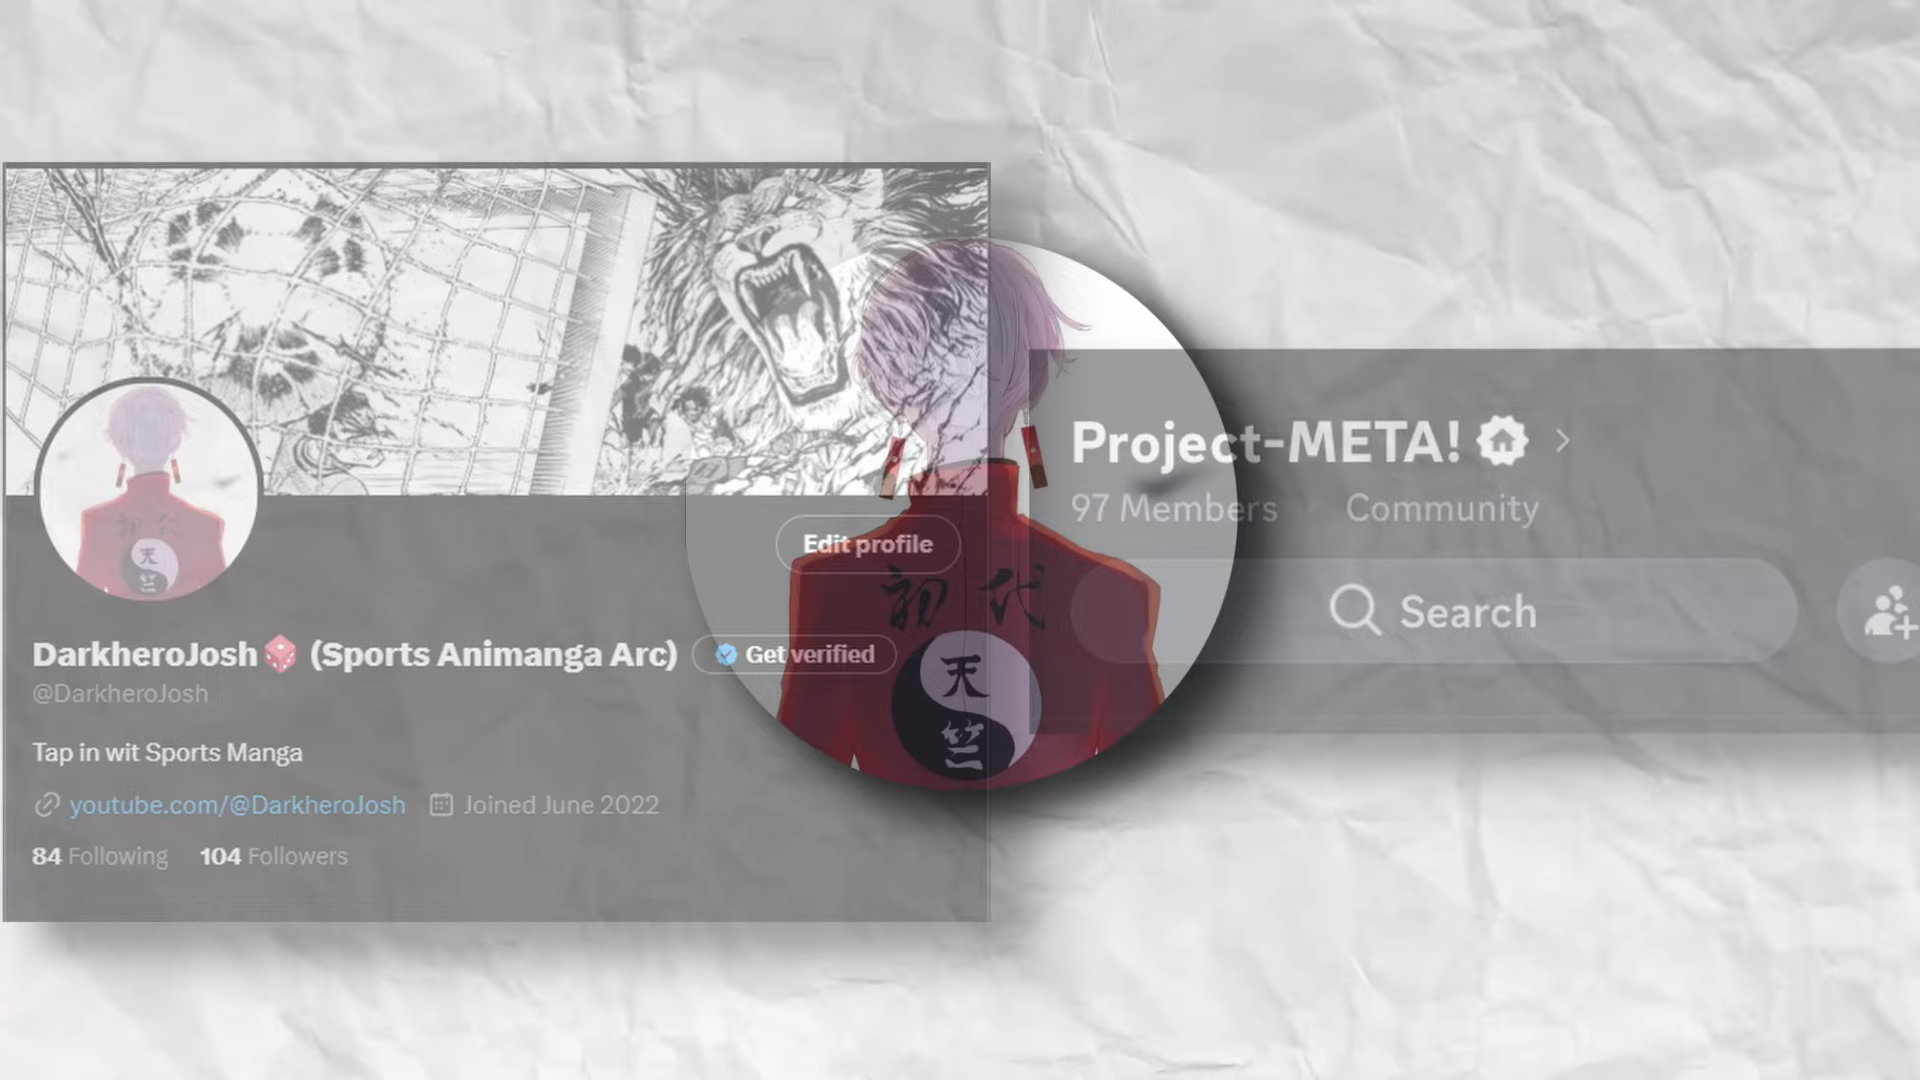 Edit profile
DarkheroJosh (Sports Animanga Arc)
Get verified
@DarkheroJosh
Tap in wit Sports Manga
youtube.com/@DarkheroJosh
Joined June 2022
84 Following
104 Followers
初代
天
竺
Project-META!
97 Members
Community
Search